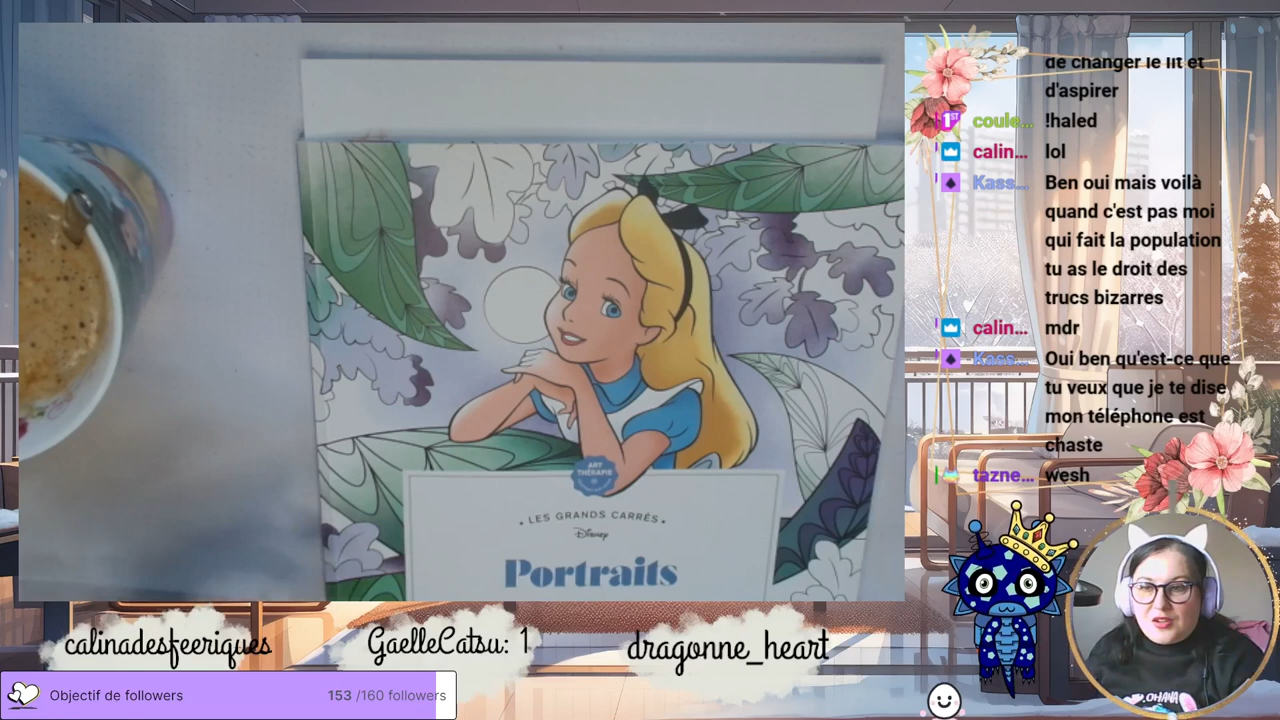 de changer le lit et
d'aspirer
1ST coule... !haled
calin... lol
Kass... Ben oui mais voilà
quand c'est pas moi
qui fait la population
tu as le droit des
trucs bizarres
calin... mdr
Kass... Oui ben qu'est-ce que
tu veux que je te dise
mon téléphone est
chaste
tazne... wesh
ART
THÉRAPIE
• LES GRANDS CARRÉS •
Disney
Portraits
OHANA
calinadesfeeriques
GaelleCatsu: 1
dragonne_heart
Objectif de followers 153 /160 followers